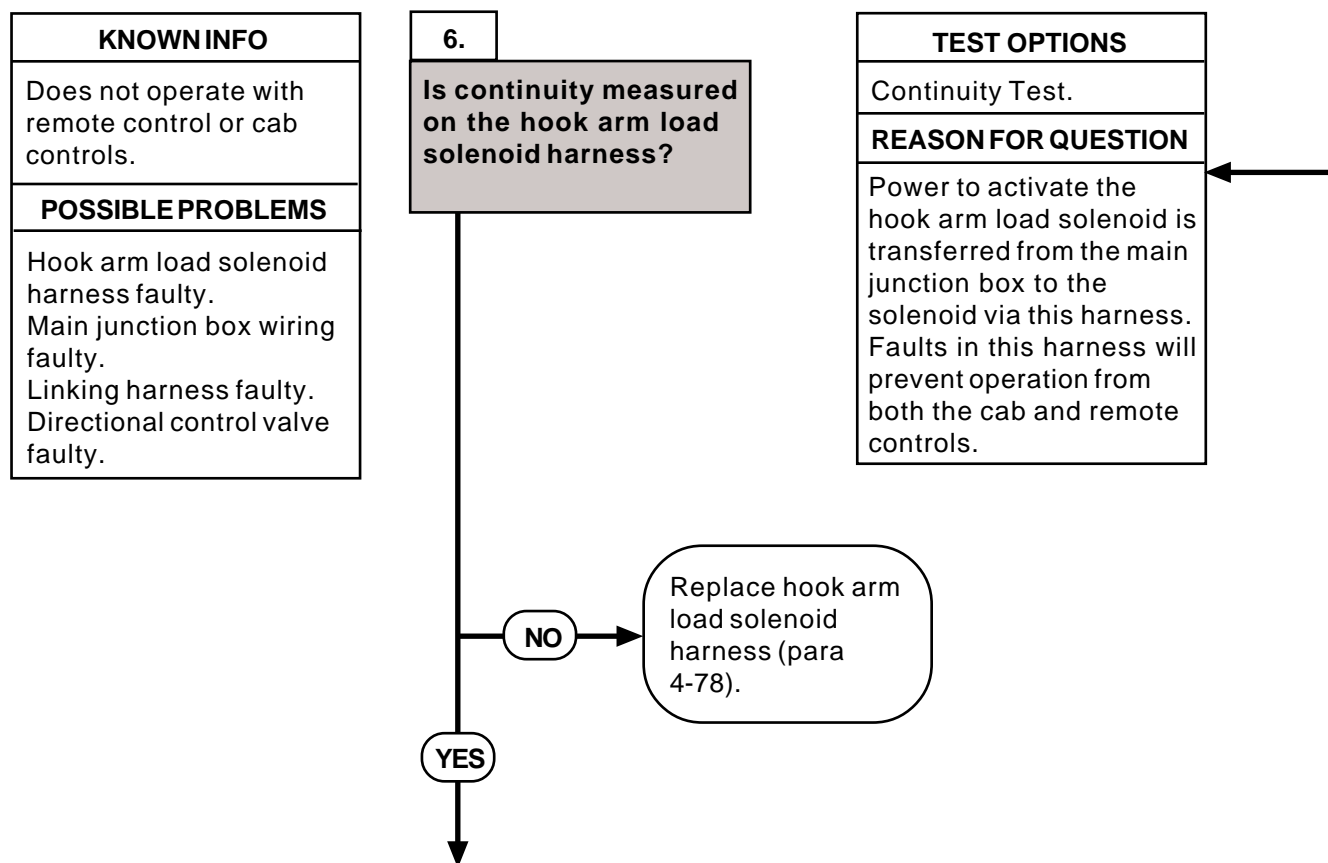 KNOWN INFO
Does not operate with
remote control or cab
controls.
POSSIBLE PROBLEMS
Hook arm load solenoid
harness faulty.
Main junction box wiring
faulty.
Linking harness faulty.
Directional control valve
faulty.
6.
Is continuity measured
on the hook arm load
solenoid harness?
TEST OPTIONS
Continuity Test.
REASON FOR QUESTION
Power to activate the
hook arm load solenoid is
transferred from the main
junction box to the
solenoid via this harness.
Faults in this harness will
prevent operation from
both the cab and remote
controls.
NO
Replace hook arm
load solenoid
harness (para
4-78).
YES